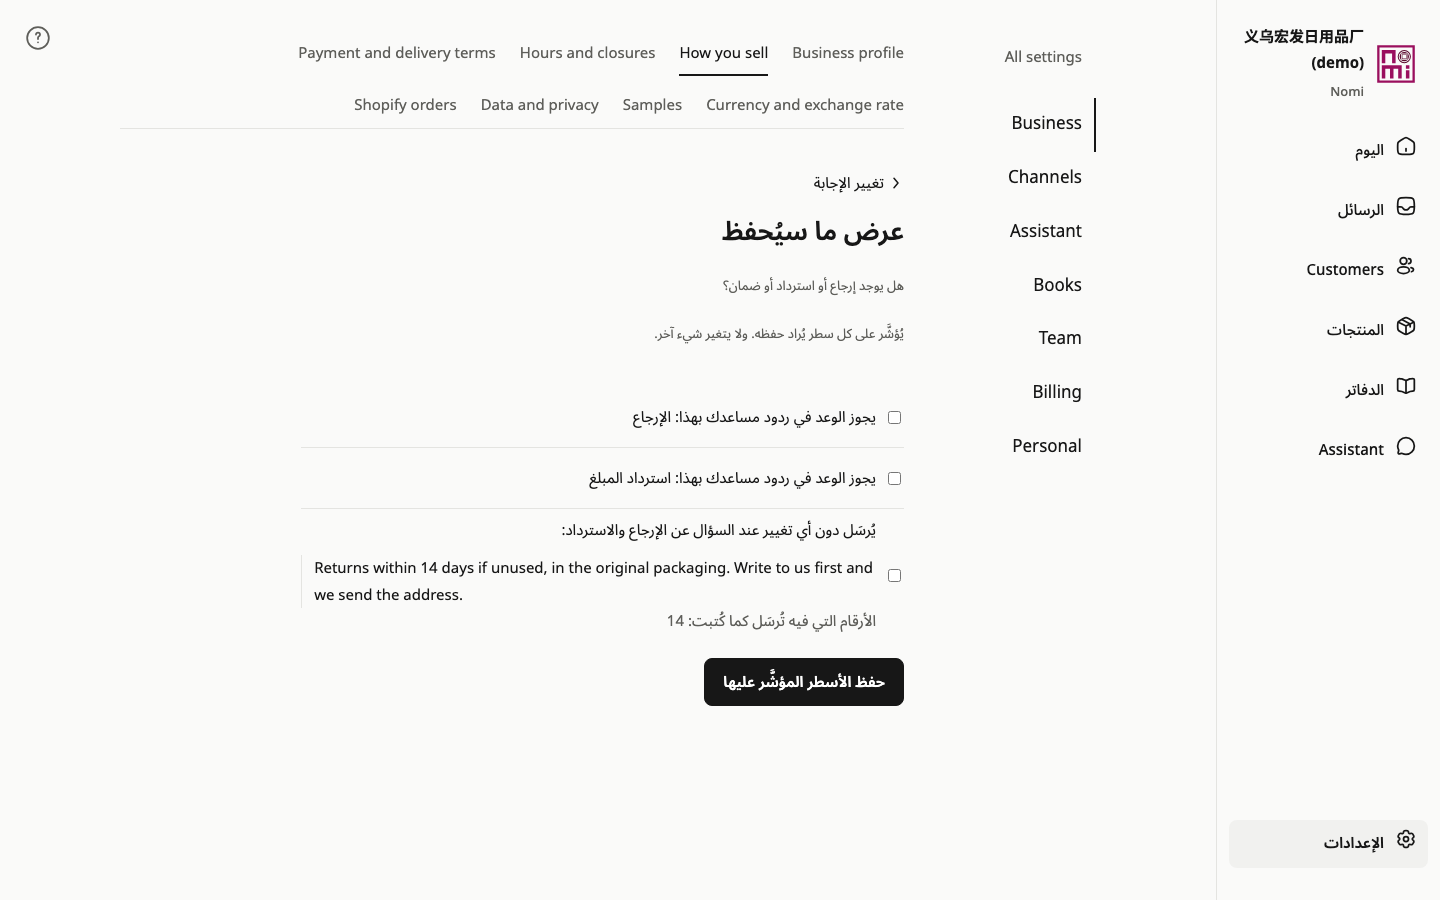 义乌宏发日用品厂
(demo)
Nomi
اليوم
الرسائل
Customers
المنتجات
الدفاتر
Assistant
الإعدادات
All settings
Business
Channels
Assistant
Books
Team
Billing
Personal
Business profile
How you sell
Hours and closures
Payment and delivery terms
Currency and exchange rate
Samples
Data and privacy
Shopify orders
تغيير الإجابة
عرض ما سيُحفظ
هل يوجد إرجاع أو استرداد أو ضمان؟
يُؤشَّر على كل سطر يُراد حفظه. ولا يتغير شيء آخر.
يجوز الوعد في ردود مساعدك بهذا: الإرجاع
يجوز الوعد في ردود مساعدك بهذا: استرداد المبلغ
يُرسَل دون أي تغيير عند السؤال عن الإرجاع والاسترداد:
Returns within 14 days if unused, in the original packaging. Write to us first and
we send the address.
الأرقام التي فيه تُرسَل كما كُتبت: 14
حفظ الأسطر المؤشَّر عليها